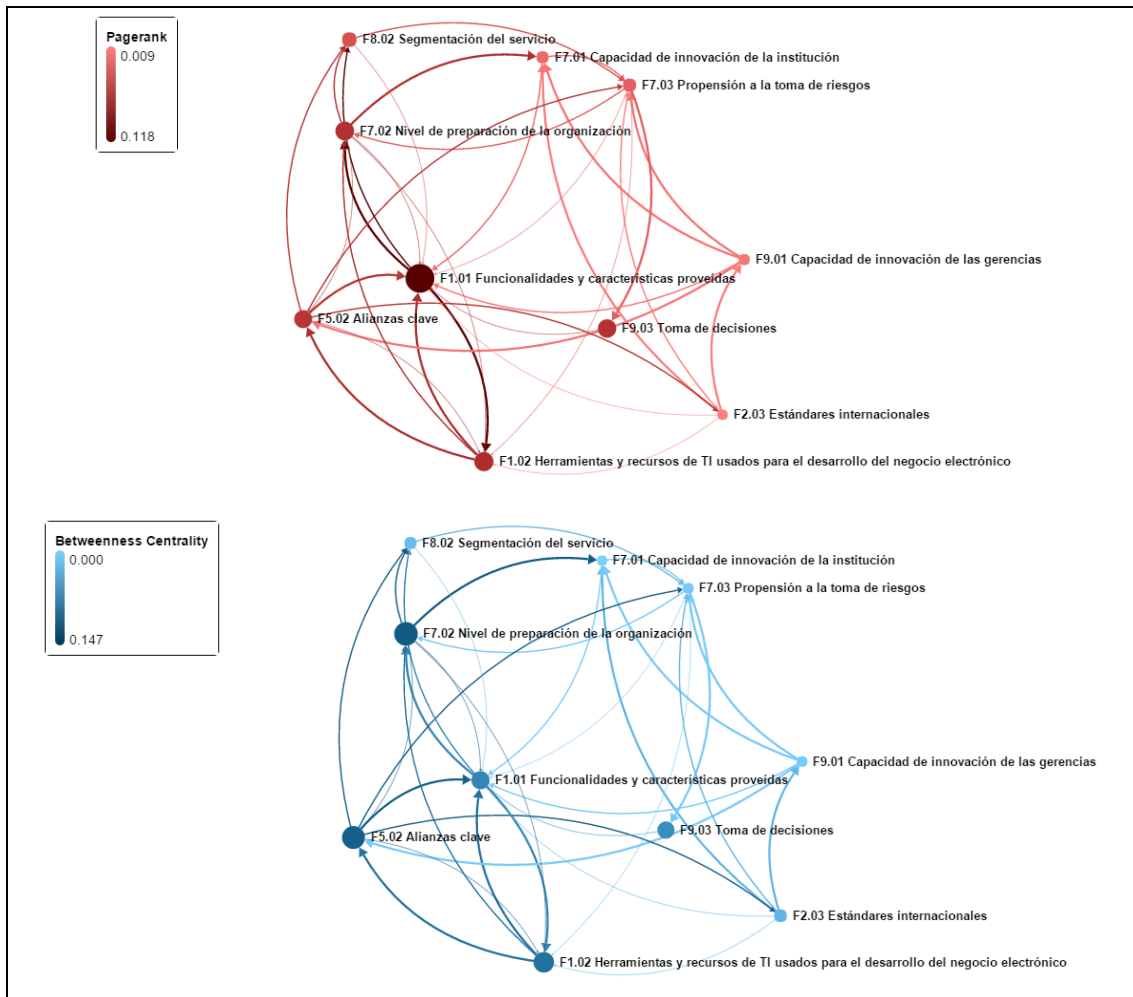 Pagerank
0.009
0.118
F8.02 Segmentación del servicio
F7.01 Capacidad de innovación de la institución
F7.03 Propensión a la toma de riesgos
F7.02 Nivel de preparación de la organización
F9.01 Capacidad de innovación de las gerencias
F1.01 Funcionalidades y características proveídas
F5.02 Alianzas clave
F9.03 Toma de decisiones
F2.03 Estándares internacionales
F1.02 Herramientas y recursos de TI usados para el desarrollo del negocio electrónico
Betweenness Centrality
0.000
0.147
F8.02 Segmentación del servicio
F7.01 Capacidad de innovación de la institución
F7.03 Propensión a la toma de riesgos
F7.02 Nivel de preparación de la organización
F9.01 Capacidad de innovación de las gerencias
F1.01 Funcionalidades y características proveídas
F9.03 Toma de decisiones
F5.02 Alianzas clave
F2.03 Estándares internacionales
F1.02 Herramientas y recursos de TI usados para el desarrollo del negocio electrónico